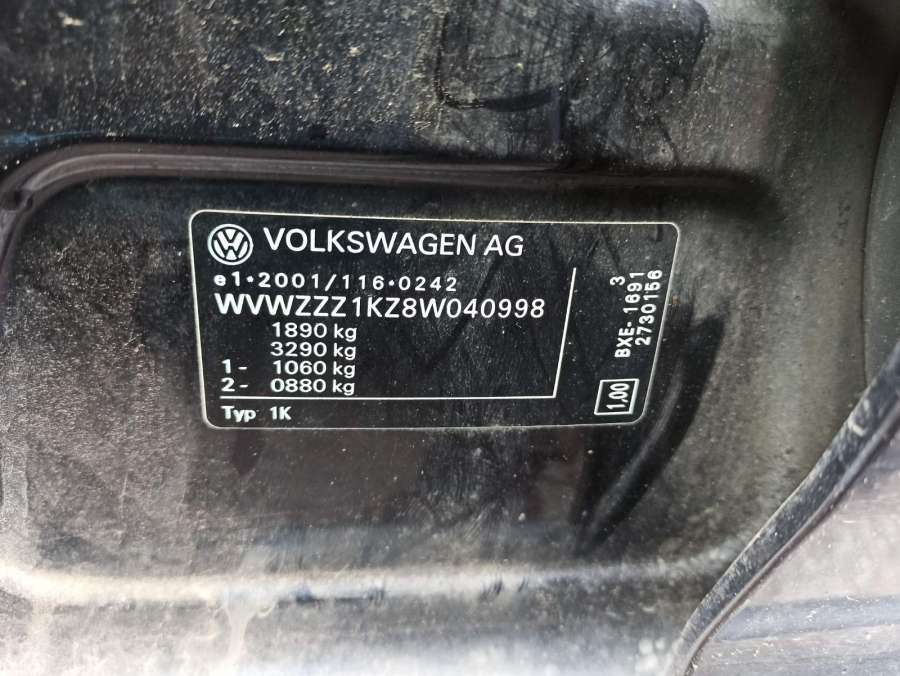 VOLKSWAGEN AG
e1*2001/116*0242
WVWZZZ1KZ8W040998
1890 kg
3290 kg
1- 1060 kg
2- 0880 kg
Typ 1K
3
BXE- 1691
2730156
1,00